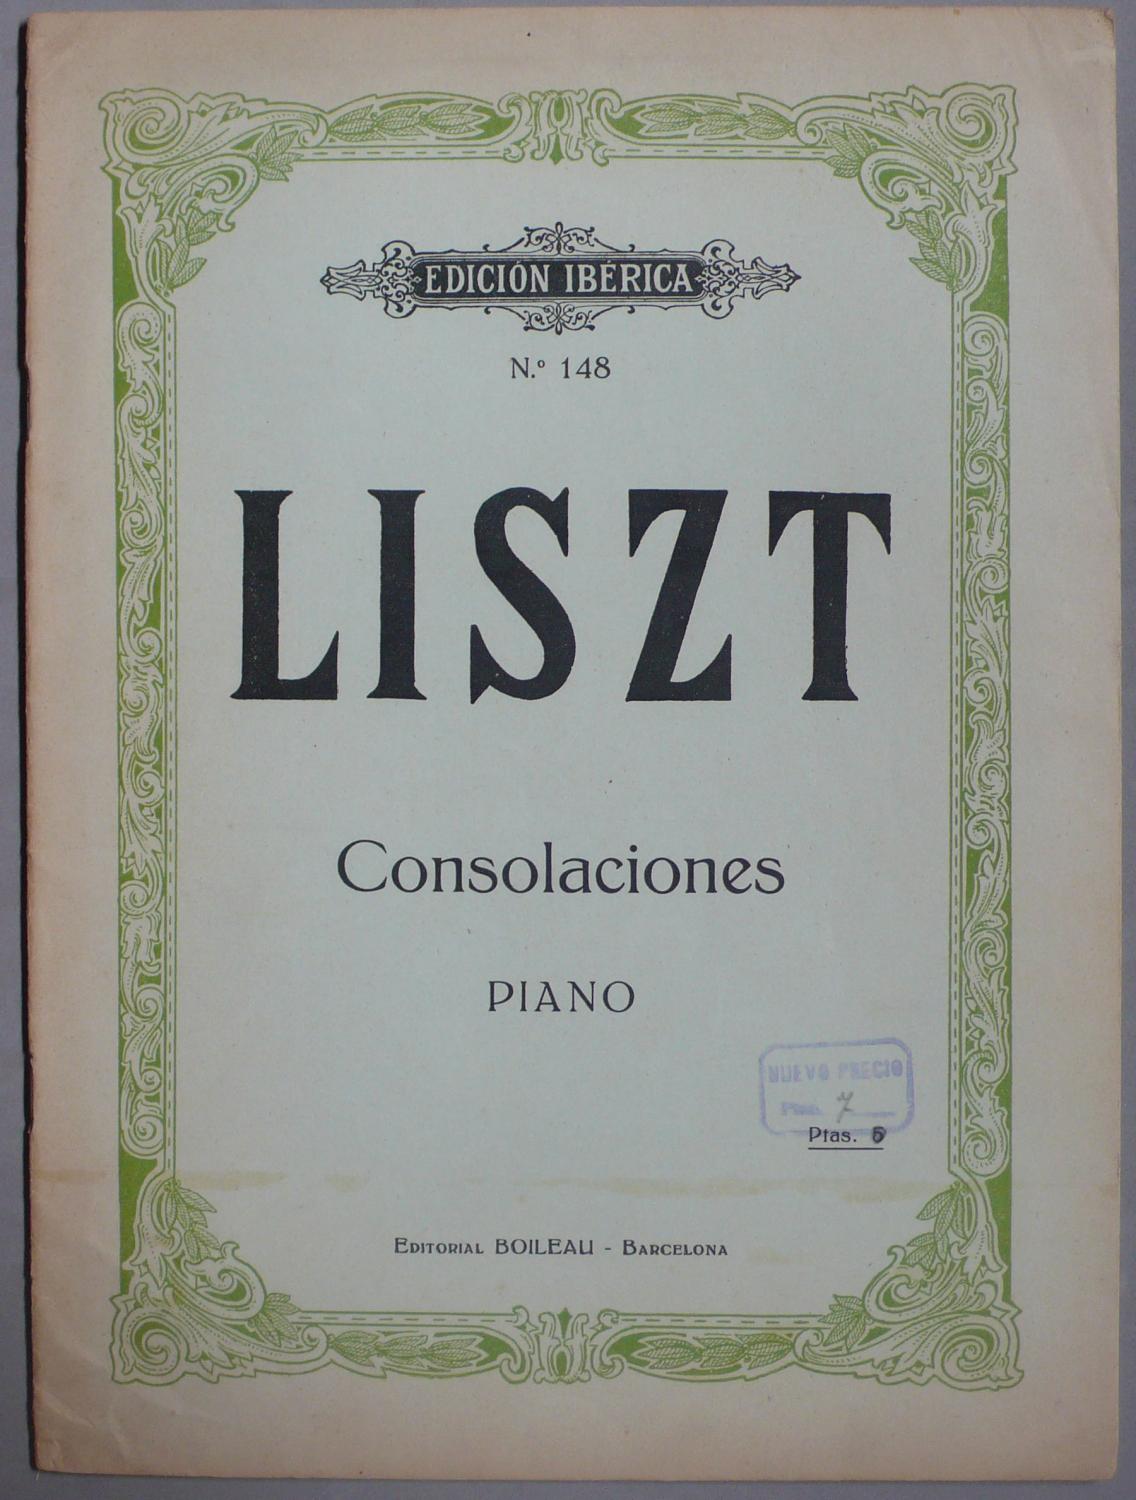 EDICIÓN IBÉRICA
N.º 148
LISZT
Consolaciones
PIANO
NUEVO PRECIO
Ptas. 7
Ptas. 5
EDITORIAL BOILEAU - BARCELONA